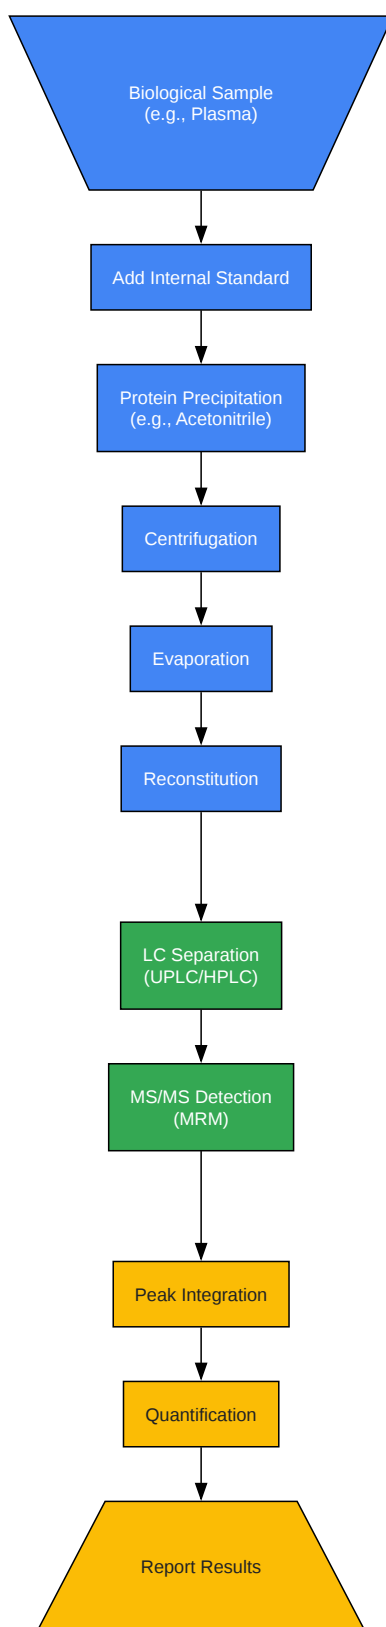 Biological Sample
(e.g., Plasma)
Add Internal Standard
Protein Precipitation
(e.g., Acetonitrile)
Centrifugation
Evaporation
Reconstitution
LC Separation
(UPLC/HPLC)
MS/MS Detection
(MRM)
Peak Integration
Quantification
Report Results